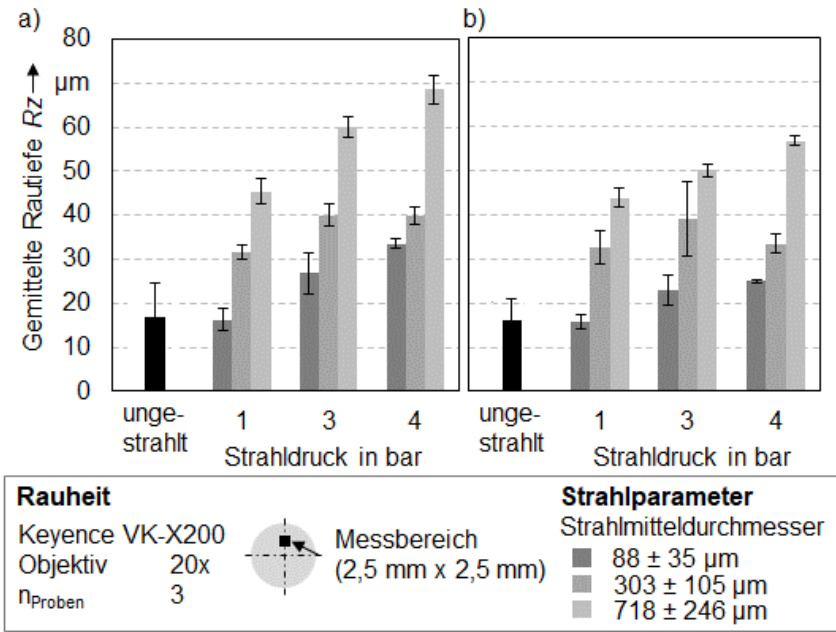 a)
b)
Gemittelte Rautiefe Rz
80
µm
60
50
40
30
20
10
0
unge-
strahlt
1
3
4
Strahldruck in bar
unge-
strahlt
1
3
4
Strahldruck in bar
Rauheit
Keyence VK-X200
Objektiv 20x
nProben 3
Messbereich
(2,5 mm x 2,5 mm)
Strahlparameter
Strahlmitteldurchmesser
88 ± 35 µm
303 ± 105 µm
718 ± 246 µm